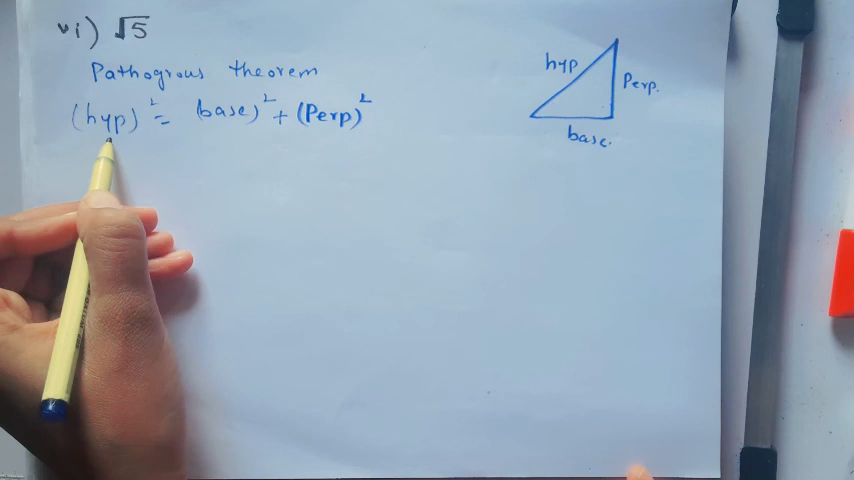 vi) √5
Pathogrous theorem
(hyp)² = (base)² + (Perp)²
hyp
Perp.
base.